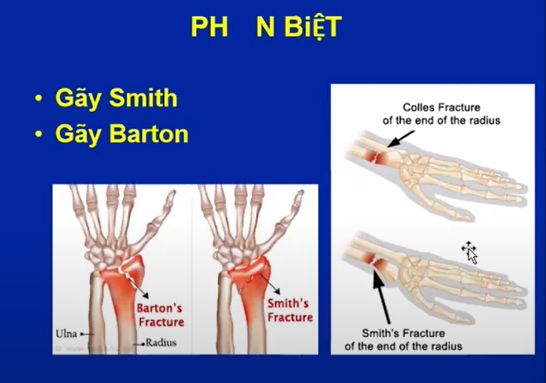 PH N BiỆT
• Gãy Smith
• Gãy Barton
Colles Fracture
of the end of the radius
Barton's
Fracture
Ulna
Radius
Smith's
Fracture
Smith's Fracture
of the end of the radius